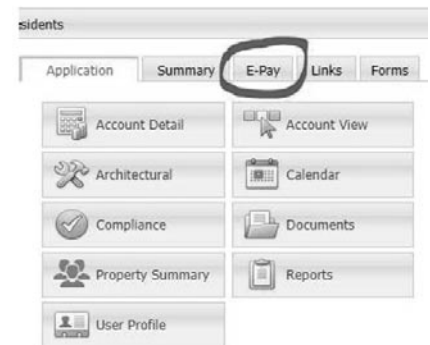 sidents
Application Summary E-Pay Links Forms
Account Detail Account View
Architectural Calendar
Compliance Documents
Property Summary Reports
User Profile